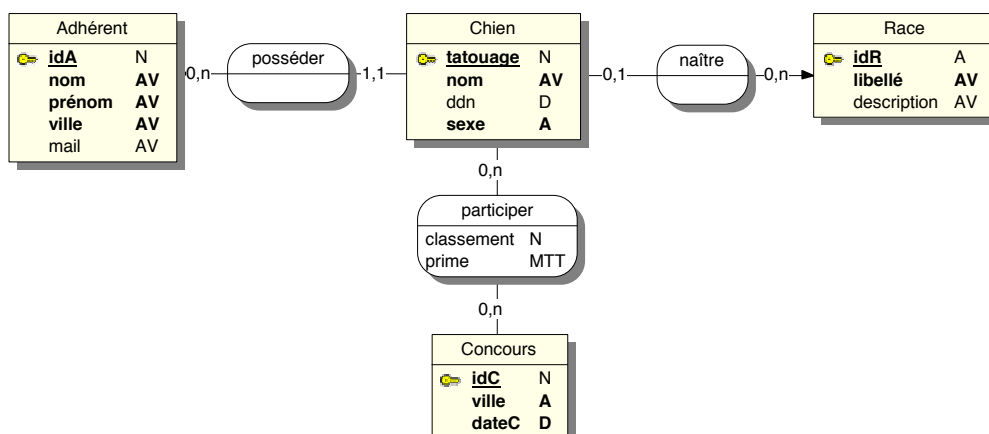 Adhérent
idA N
nom AV
prénom AV
ville AV
mail AV
0,n
posséder
1,1
Chien
tatouage N
nom AV
ddn D
sexe A
0,1
naître
0,n
Race
idR A
libellé AV
description AV
0,n
participer
classement N
prime MTT
0,n
Concours
idC N
ville A
dateC D